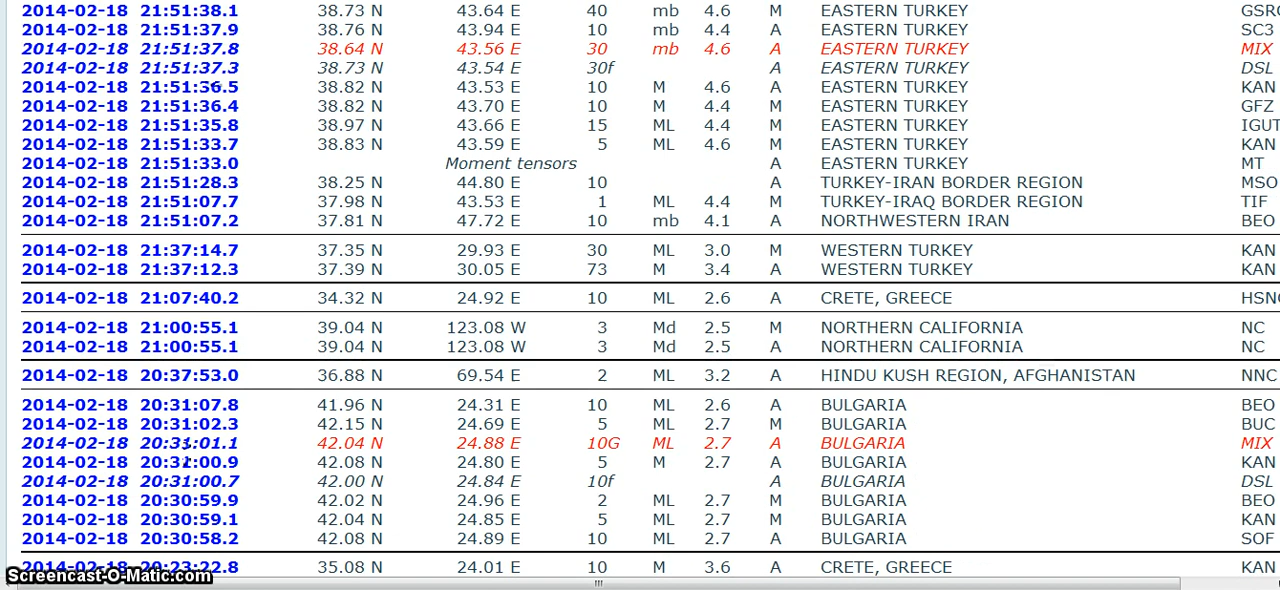 2014-02-18 21:51:38.1 38.73 N 43.64 E 40 mb 4.6 M EASTERN TURKEY GSRC
2014-02-18 21:51:37.9 38.76 N 43.94 E 10 mb 4.4 A EASTERN TURKEY SC3
2014-02-18 21:51:37.8 38.64 N 43.56 E 30 mb 4.6 A EASTERN TURKEY MIX
2014-02-18 21:51:37.3 38.73 N 43.54 E 30f A EASTERN TURKEY DSL
2014-02-18 21:51:36.5 38.82 N 43.53 E 10 M 4.6 A EASTERN TURKEY KAN
2014-02-18 21:51:36.4 38.82 N 43.70 E 10 M 4.4 M EASTERN TURKEY GFZ
2014-02-18 21:51:35.8 38.97 N 43.66 E 15 ML 4.4 M EASTERN TURKEY IGUT
2014-02-18 21:51:33.7 38.83 N 43.59 E 5 ML 4.6 M EASTERN TURKEY KAN
2014-02-18 21:51:33.0 Moment tensors A EASTERN TURKEY MT
2014-02-18 21:51:28.3 38.25 N 44.80 E 10 A TURKEY-IRAN BORDER REGION MSO
2014-02-18 21:51:07.7 37.98 N 43.53 E 1 ML 4.4 M TURKEY-IRAQ BORDER REGION TIF
2014-02-18 21:51:07.2 37.81 N 47.72 E 10 mb 4.1 A NORTHWESTERN IRAN BEO
2014-02-18 21:37:14.7 37.35 N 29.93 E 30 ML 3.0 M WESTERN TURKEY KAN
2014-02-18 21:37:12.3 37.39 N 30.05 E 73 M 3.4 A WESTERN TURKEY KAN
2014-02-18 21:07:40.2 34.32 N 24.92 E 10 ML 2.6 A CRETE, GREECE HSNC
2014-02-18 21:00:55.1 39.04 N 123.08 W 3 Md 2.5 M NORTHERN CALIFORNIA NC
2014-02-18 21:00:55.1 39.04 N 123.08 W 3 Md 2.5 A NORTHERN CALIFORNIA NC
2014-02-18 20:37:53.0 36.88 N 69.54 E 2 ML 3.2 A HINDU KUSH REGION, AFGHANISTAN NNC
2014-02-18 20:31:07.8 41.96 N 24.31 E 10 ML 2.6 A BULGARIA BEO
2014-02-18 20:31:02.3 42.15 N 24.69 E 5 ML 2.7 M BULGARIA BUC
2014-02-18 20:31:01.1 42.04 N 24.88 E 10G ML 2.7 A BULGARIA MIX
2014-02-18 20:31:00.9 42.08 N 24.80 E 5 M 2.7 A BULGARIA KAN
2014-02-18 20:31:00.7 42.00 N 24.84 E 10f A BULGARIA DSL
2014-02-18 20:30:59.9 42.02 N 24.96 E 2 ML 2.7 M BULGARIA BEO
2014-02-18 20:30:59.1 42.04 N 24.85 E 5 ML 2.7 M BULGARIA KAN
2014-02-18 20:30:58.2 42.08 N 24.89 E 10 ML 2.7 A BULGARIA SOF
2014-02-18 20:23:22.8 35.08 N 24.01 E 10 M 3.6 A CRETE, GREECE KAN
Screencast-O-Matic.com